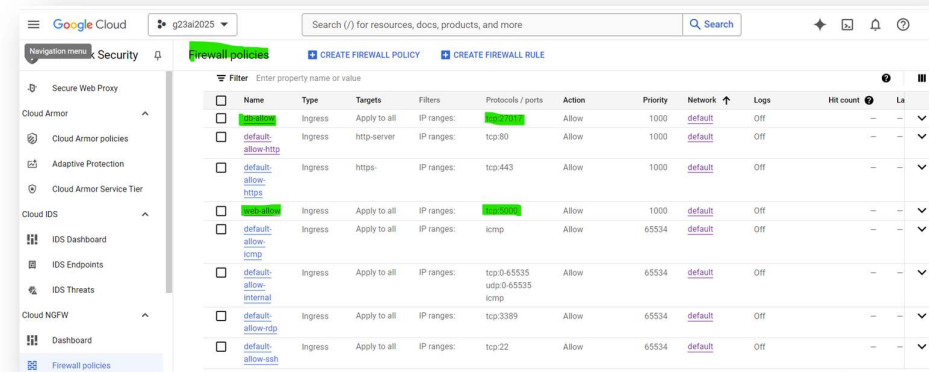 Google Cloud
g23ai2025
Search (/) for resources, docs, products, and more
Search
Navigation menu
k Security
Firewall policies
CREATE FIREWALL POLICY
CREATE FIREWALL RULE
Secure Web Proxy
Cloud Armor
Cloud Armor policies
Adaptive Protection
Cloud Armor Service Tier
Cloud IDS
IDS Dashboard
IDS Endpoints
IDS Threats
Cloud NGFW
Dashboard
Firewall policies
Filter Enter property name or value
Name Type Targets Filters Protocols / ports Action Priority Network Logs Hit count La
db-allow Ingress Apply to all IP ranges: tcp:27017 Allow 1000 default Off – –
default- Ingress http-server IP ranges: tcp:80 Allow 1000 default Off – –
allow-http
default- Ingress https- IP ranges: tcp:443 Allow 1000 default Off – –
allow-
https
web-allow Ingress Apply to all IP ranges: tcp:5000 Allow 1000 default Off – –
default- Ingress Apply to all IP ranges: icmp Allow 65534 default Off – –
allow-
icmp
default- Ingress Apply to all IP ranges: tcp:0-65535 Allow 65534 default Off – –
allow- udp:0-65535
internal icmp
default- Ingress Apply to all IP ranges: tcp:3389 Allow 65534 default Off – –
allow-rdp
default- Ingress Apply to all IP ranges: tcp:22 Allow 65534 default Off – –
allow-ssh